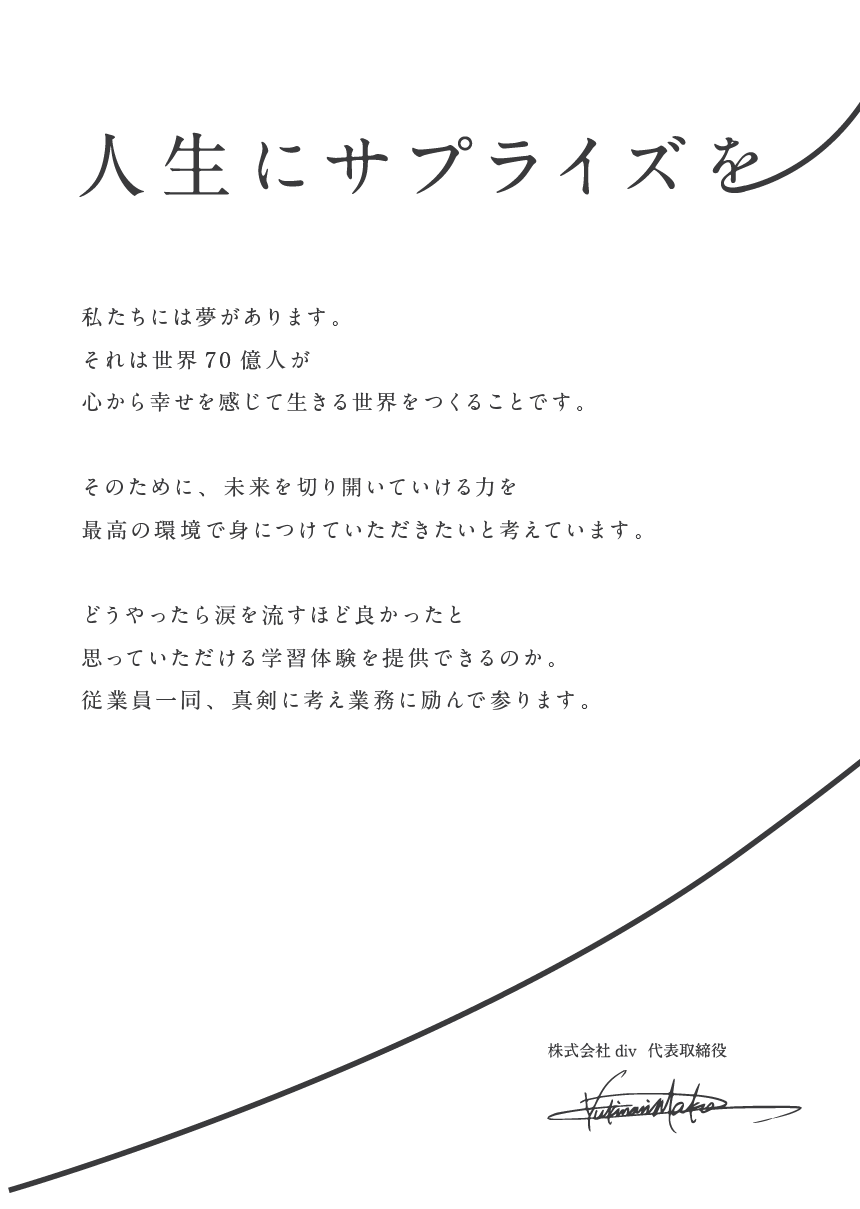 人生にサプライズを
私たちには夢があります。
それは世界 70 億人が
心から幸せを感じて生きる世界をつくることです。
そのために、未来を切り開いていける力を
最高の環境で身につけていただきたいと考えています。
どうやったら涙を流すほど良かったと
思っていただける学習体験を提供できるのか。
従業員一同、真剣に考え業務に励んで参ります。
株式会社 div 代表取締役